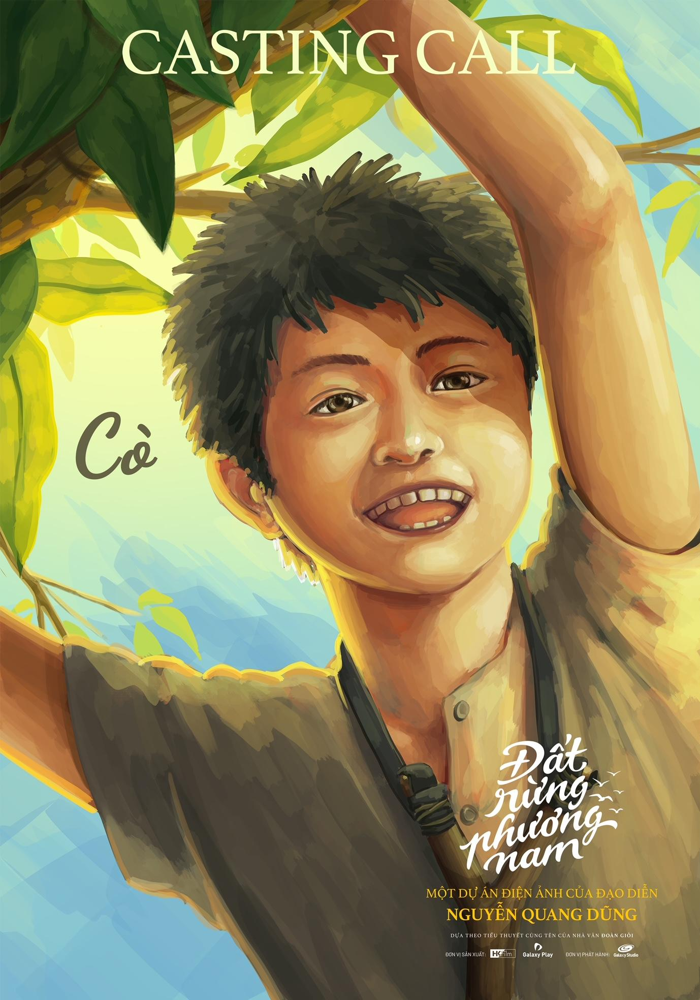 CASTING CALL
Cò
Đất
rừng
phương
nam
MỘT DỰ ÁN ĐIỆN ẢNH CỦA ĐẠO DIỄN
NGUYỄN QUANG DŨNG
DỰA THEO TIỂU THUYẾT CÙNG TÊN CỦA NHÀ VĂN ĐOÀN GIỎI
ĐƠN VỊ SẢN XUẤT: HKFilm Galaxy Play ĐƠN VỊ PHÁT HÀNH: Galaxy Studio